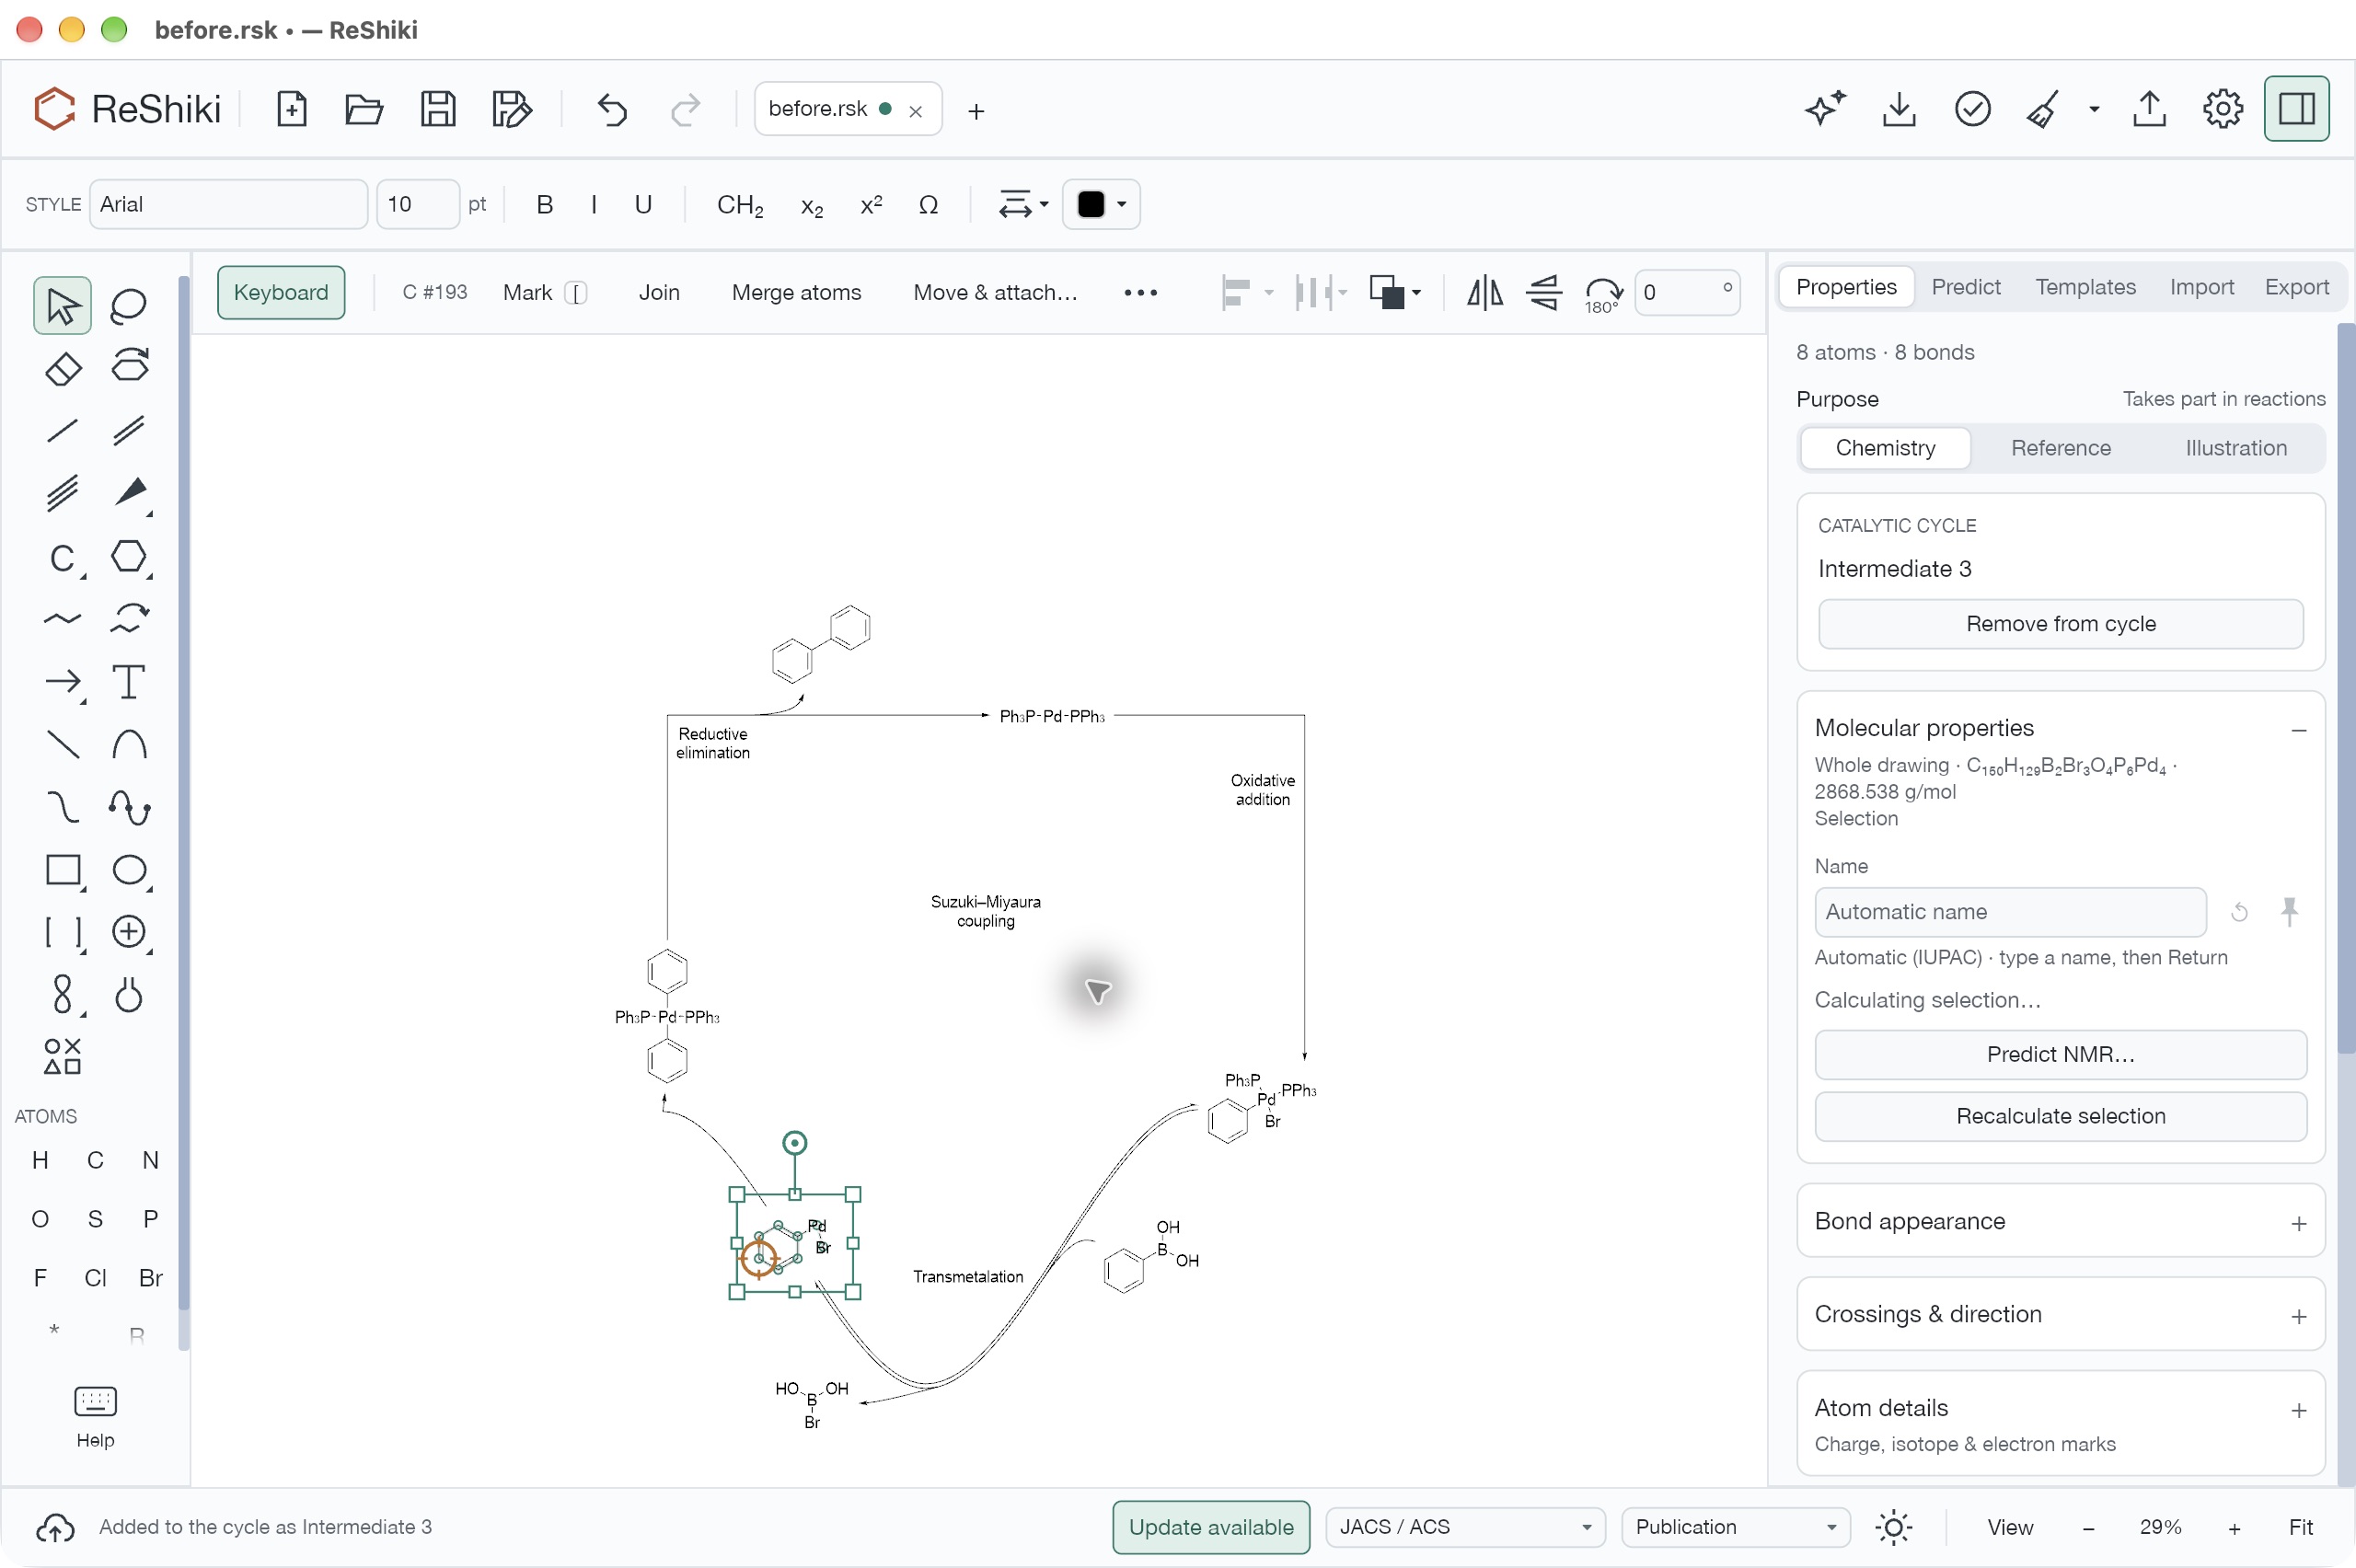 before.rsk • — ReShiki
ReShiki
before.rsk
STYLE
Arial
10
pt
B
I
U
CH₂
x₂
x²
Ω
Keyboard
C #193
Mark [
Join
Merge atoms
Move & attach…
180°
0 °
Properties
Predict
Templates
Import
Export
8 atoms · 8 bonds
Purpose
Takes part in reactions
Chemistry
Reference
Illustration
CATALYTIC CYCLE
Intermediate 3
Remove from cycle
Molecular properties
Whole drawing · C₁₅₀H₁₂₉B₂Br₃O₄P₆Pd₄ ·
2868.538 g/mol
Selection
Name
Automatic name
Automatic (IUPAC) · type a name, then Return
Calculating selection…
Predict NMR…
Recalculate selection
Bond appearance
Crossings & direction
Atom details
Charge, isotope & electron marks
C
T
[ ]
ATOMS
H C N
O S P
F Cl Br
* R
Help
Ph₃P-Pd-PPh₃
Reductive
elimination
Oxidative
addition
Suzuki–Miyaura
coupling
Ph₃P-Pd-PPh₃
Ph₃P
PPh₃
Pd
Br
Pd
Br
OH
B
OH
Transmetalation
HO
OH
B
Br
Added to the cycle as Intermediate 3
Update available
JACS / ACS
Publication
View
–
29%
+
Fit